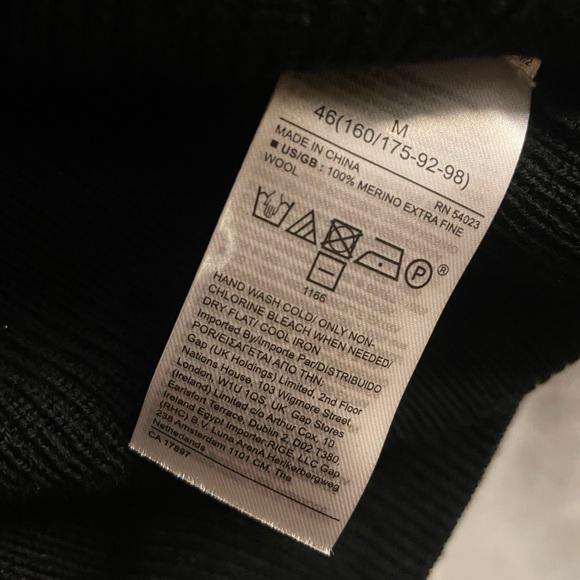 M
46(160/175-92-98)
RN 54023
MADE IN CHINA
■ US/GB : 100% MERINO EXTRA FINE
WOOL
P ®
1166
HAND WASH COLD/ ONLY NON-
CHLORINE BLEACH WHEN NEEDED/
DRY FLAT/ COOL IRON
Imported By/Importe Par/DISTRIBUIDO
POR/ΕΙΣΑΓΕΤΑΙ ΑΠΟ ΤΗΝ:
Gap (UK Holdings) Limited, 2nd Floor
Nations House, 103 Wigmore Street,
London, W1U 1QS, UK, Gap Stores
(Ireland) Limited c/o Arthur Cox, 10
Earlsfort Terrace, Dublin 2, D02 T380
Ireland Egypt Importer:RGE, LLC Gap
(RHC) B.V. Luna Arena Herikerbergweg
238 Amsterdam 1101 CM, The
Netherlands
CA 17897